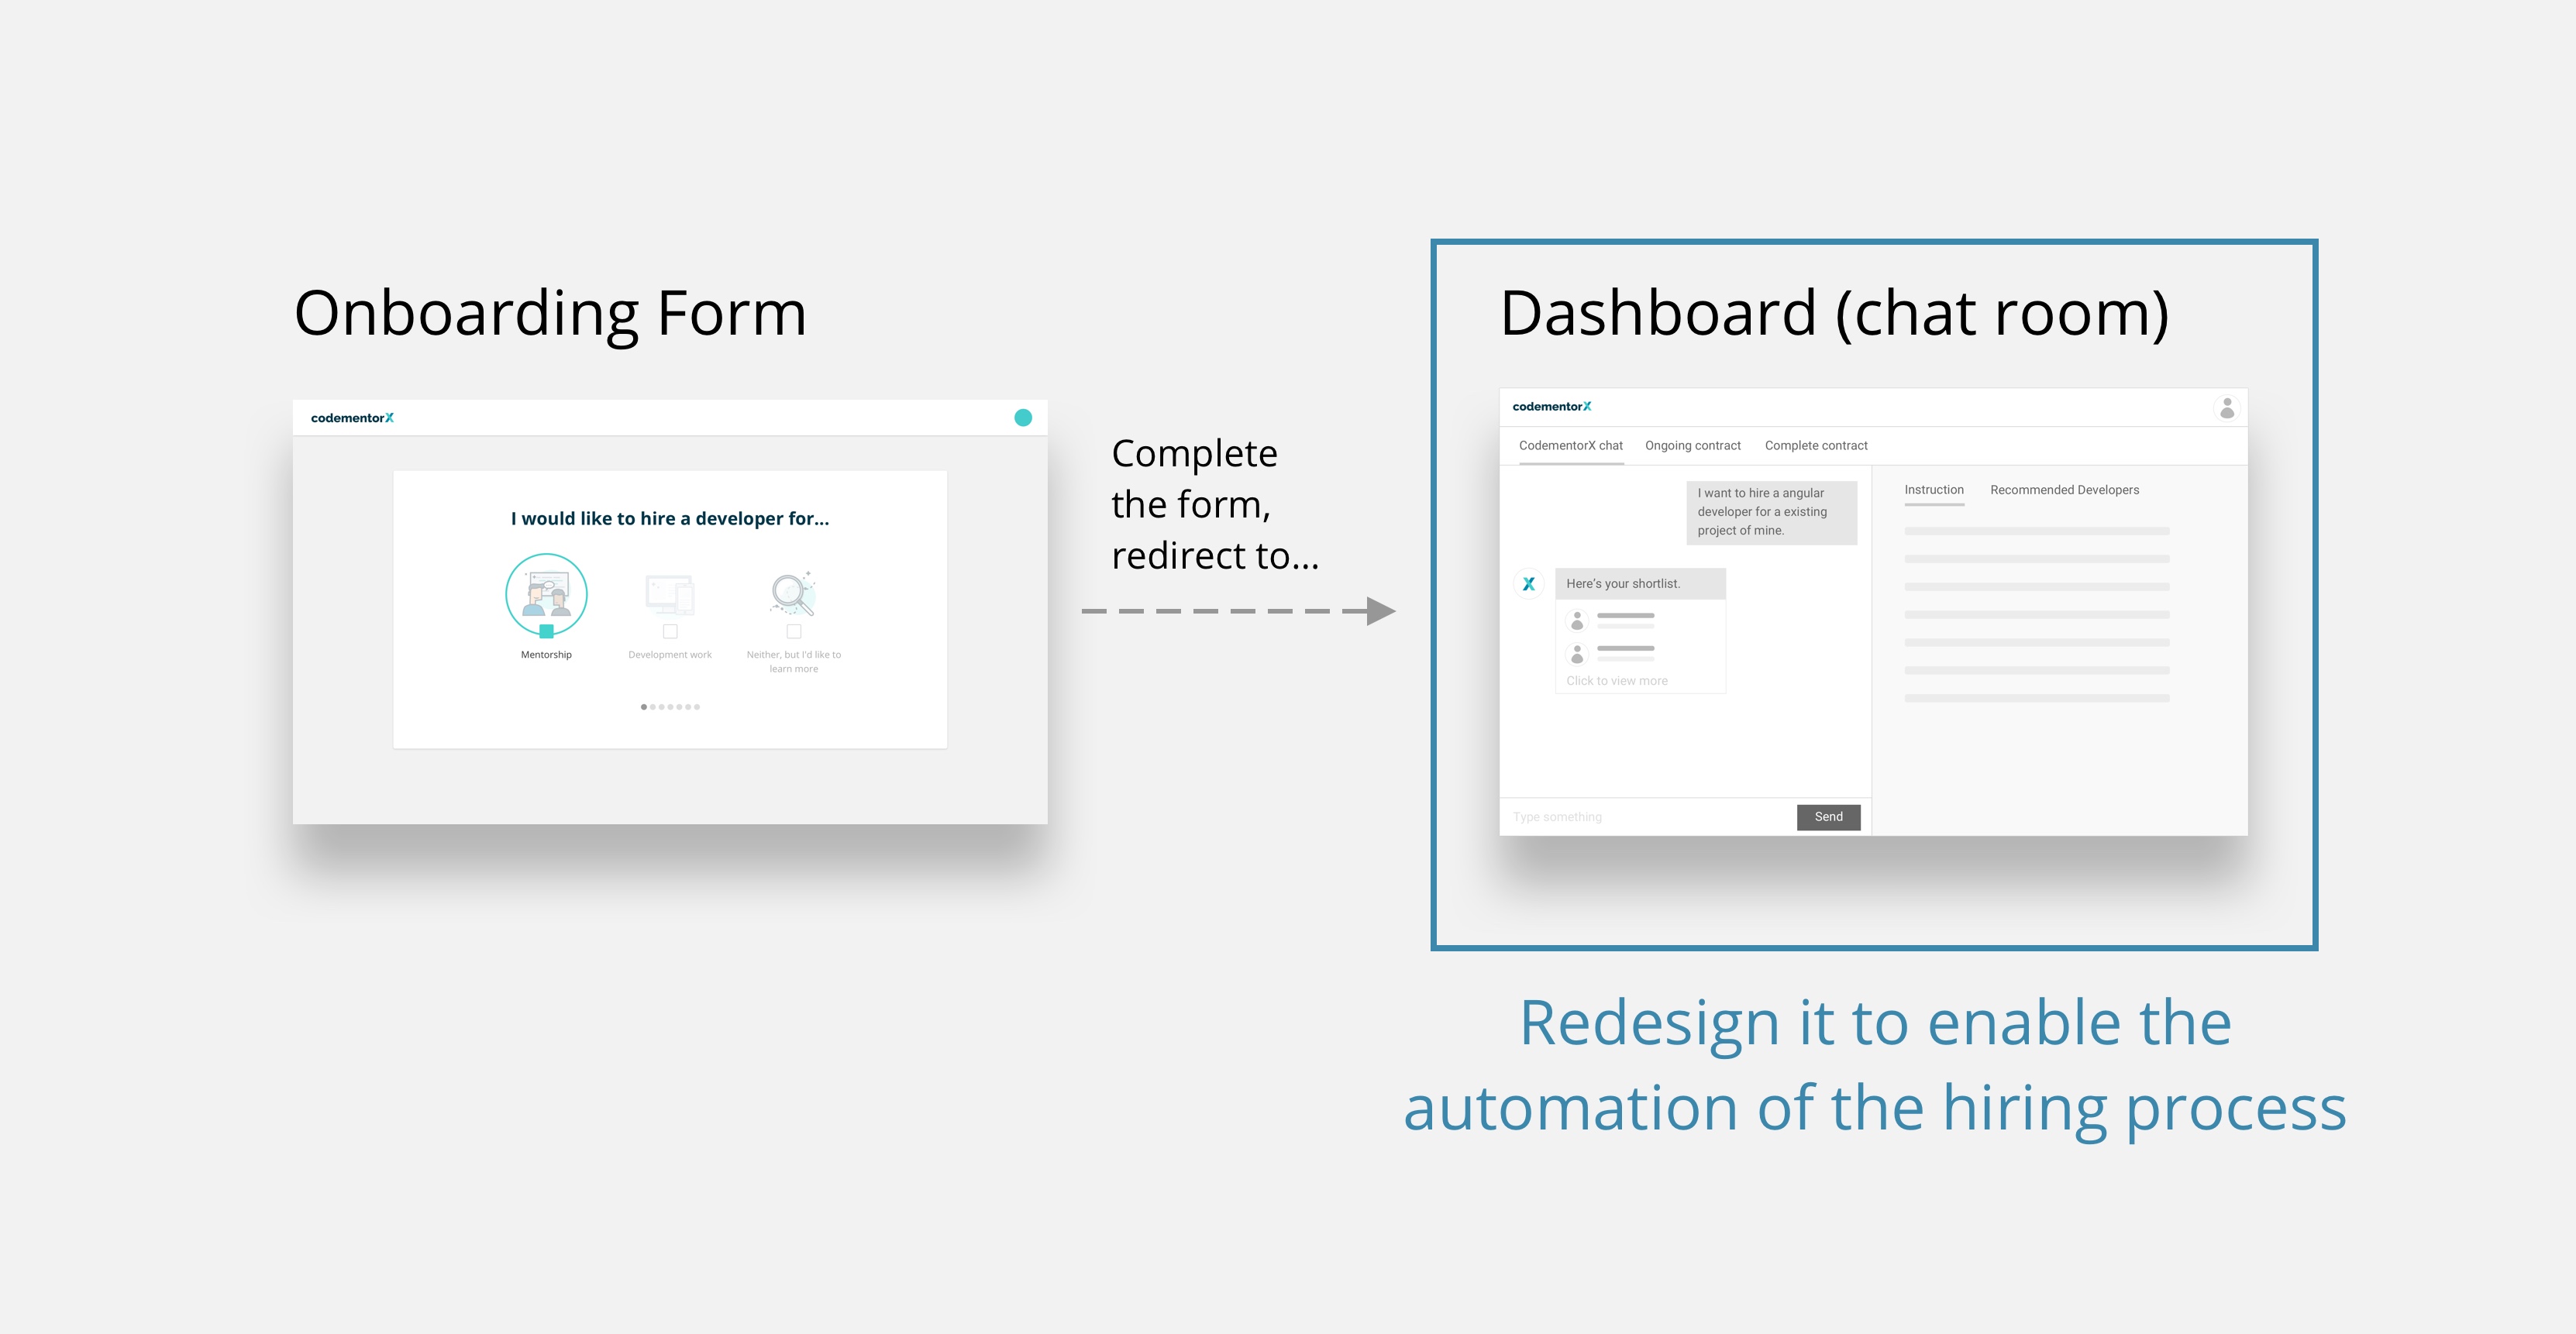 Onboarding Form
codementorX
I would like to hire a developer for...
Mentorship
Development work
Neither, but I'd like to
learn more
Complete
the form,
redirect to...
Dashboard (chat room)
codementorX
CodementorX chat
Ongoing contract
Complete contract
I want to hire a angular
developer for a existing
project of mine.
X
Here's your shortlist.
Click to view more
Type something
Send
Instruction
Recommended Developers
Redesign it to enable the
automation of the hiring process